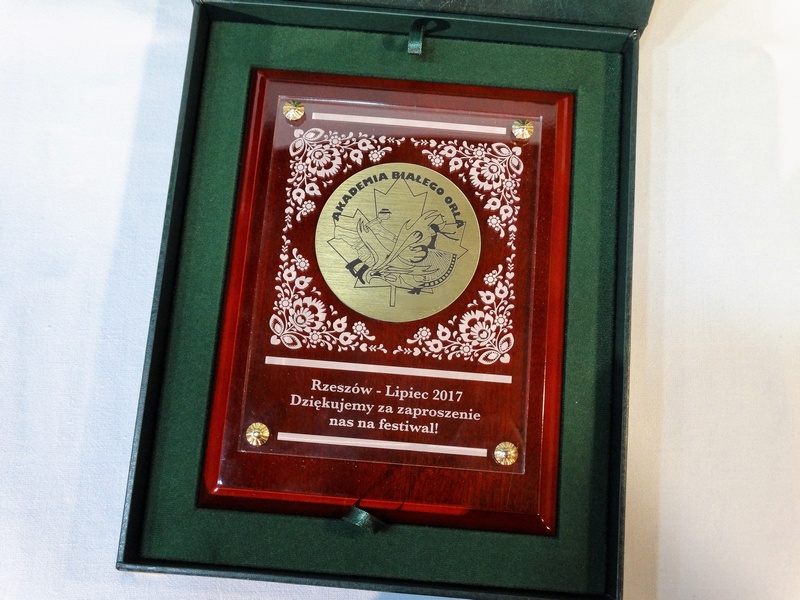 AKADEMIA BIAŁEGO ORŁA
Rzeszów - Lipiec 2017
Dziękujemy za zaproszenie
nas na festiwal!